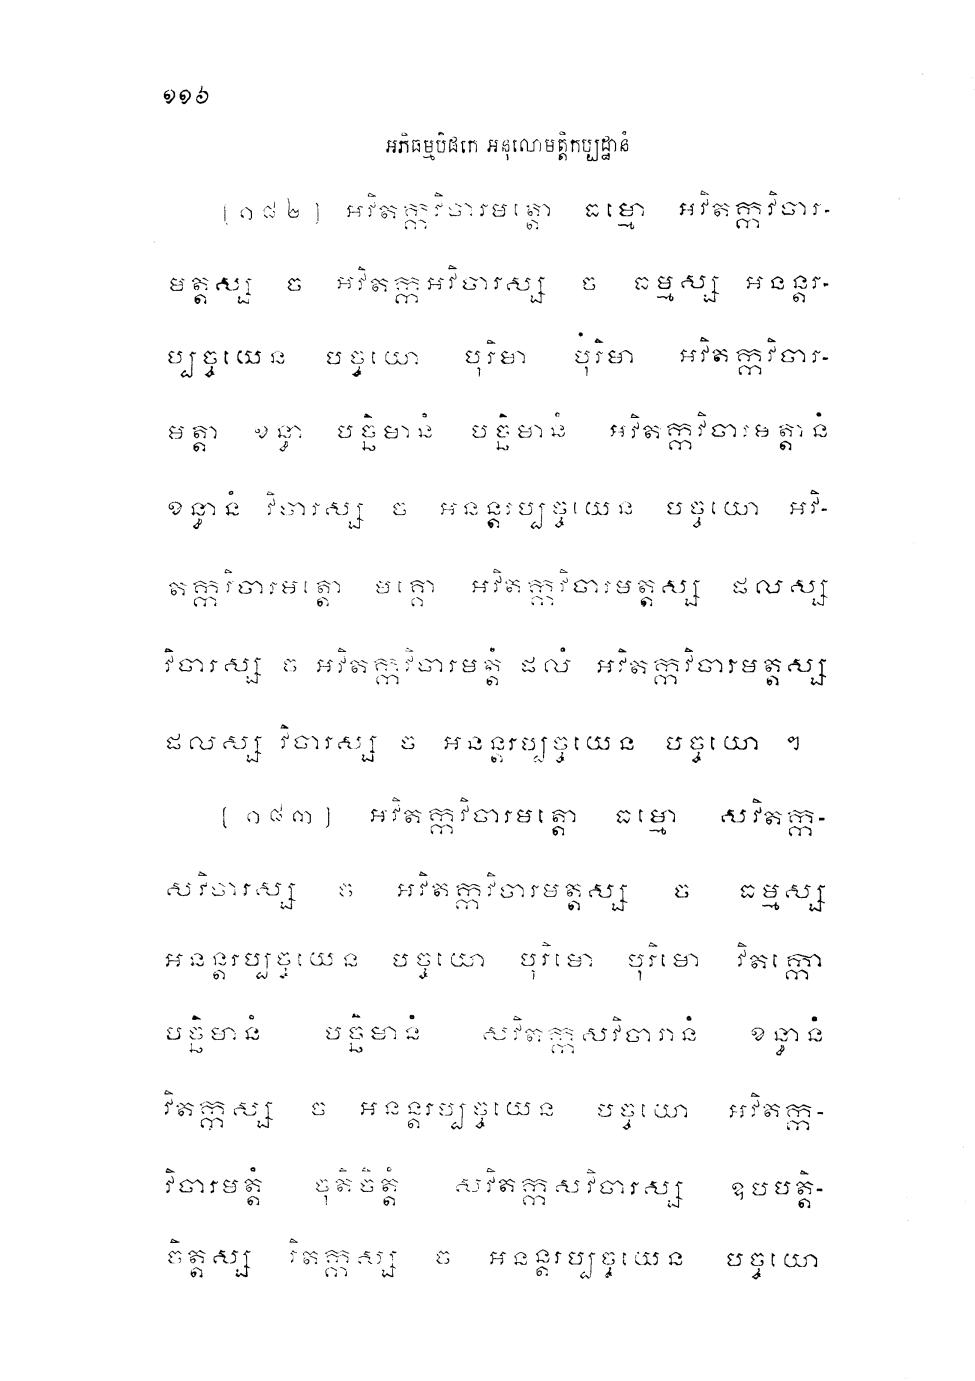 ១១៦
អភិធម្មបិដកេ អនុលោមត្តិកប្បដ្ឋានំ
[១៨២] អវិតក្កវិចារមត្តោ ធម្មោ អវិតក្កវិចារ-
មត្តស្ស ច អវិតក្កអវិចារស្ស ច ធម្មស្ស អនន្តរ-
ប្បច្ចយេន បច្ចយោ បុរិមា បុរិមា អវិតក្កវិចារ-
មត្តា ខន្ធា បច្ឆិមានំ បច្ឆិមានំ អវិតក្កវិចារមត្តានំ
ខន្ធានំ វិចារស្ស ច អនន្តរប្បច្ចយេន បច្ចយោ អវិ-
តក្កវិចារមត្តោ មគ្គោ អវិតក្កវិចារមត្តស្ស ផលស្ស
វិចារស្ស ច អវិតក្កវិចារមត្តំ ផលំ អវិតក្កវិចារមត្តស្ស
ផលស្ស វិចារស្ស ច អនន្តរប្បច្ចយេន បច្ចយោ ។
[១៨៣] អវិតក្កវិចារមត្តោ ធម្មោ សវិតក្ក-
សវិចារស្ស ច អវិតក្កវិចារមត្តស្ស ច ធម្មស្ស
អនន្តរប្បច្ចយេន បច្ចយោ បុរិមោ បុរិមោ វិតក្កោ
បច្ឆិមានំ បច្ឆិមានំ សវិតក្កសវិចារានំ ខន្ធានំ
វិតក្កស្ស ច អនន្តរប្បច្ចយេន បច្ចយោ អវិតក្ក-
វិចារមត្តំ ចុតិចិត្តំ សវិតក្កសវិចារស្ស ឧបបត្តិ-
ចិត្តស្ស វិតក្កស្ស ច អនន្តរប្បច្ចយេន បច្ចយោ